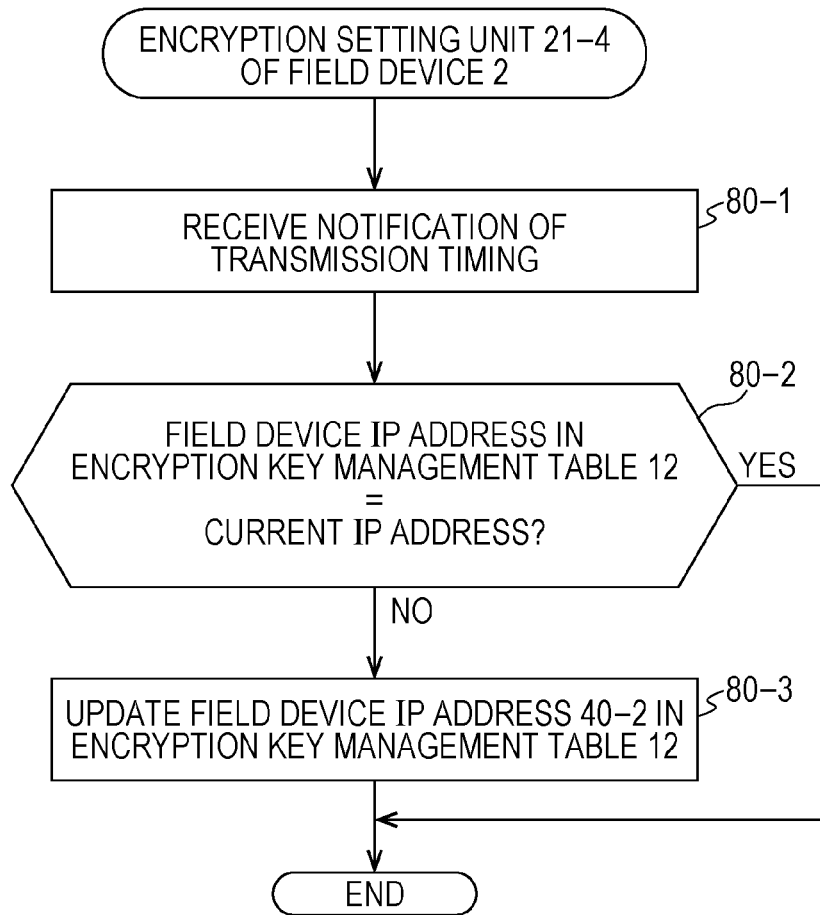 ENCRYPTION SETTING UNIT 21-4
OF FIELD DEVICE 2
80-1
RECEIVE NOTIFICATION OF
TRANSMISSION TIMING
80-2
FIELD DEVICE IP ADDRESS IN
ENCRYPTION KEY MANAGEMENT TABLE 12
=
CURRENT IP ADDRESS?
YES
NO
80-3
UPDATE FIELD DEVICE IP ADDRESS 40-2 IN
ENCRYPTION KEY MANAGEMENT TABLE 12
END